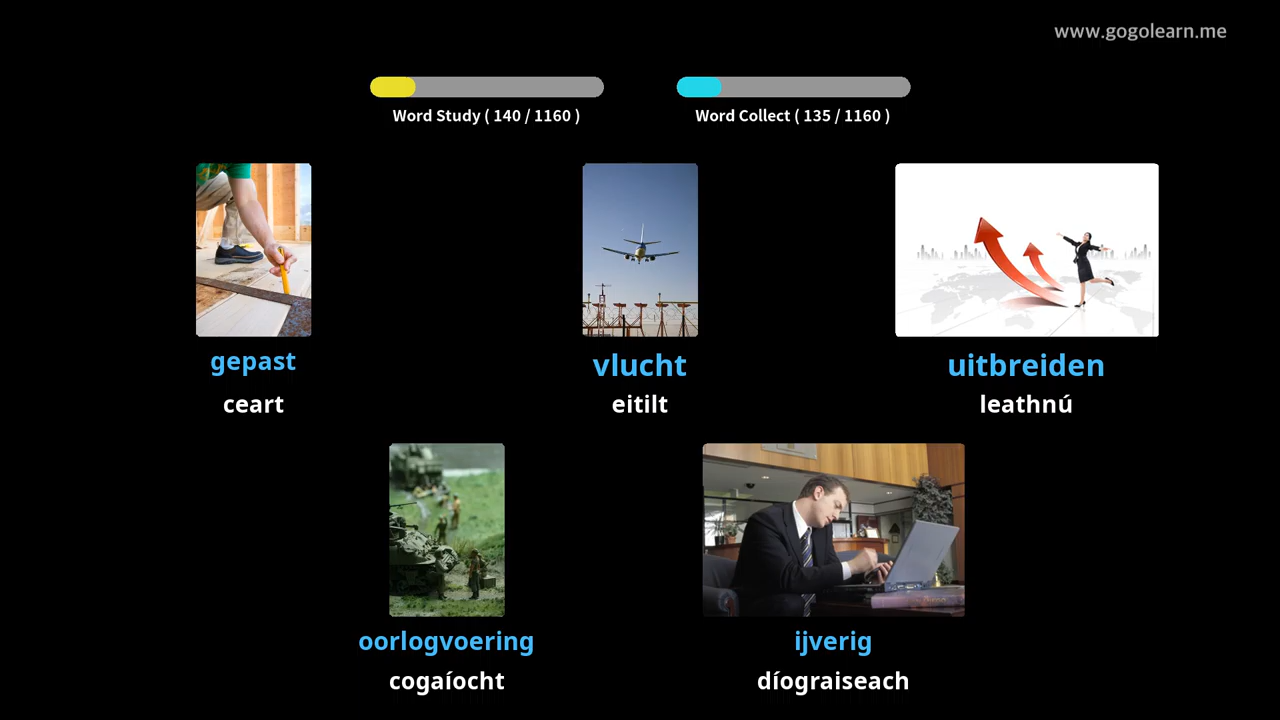 www.gogolearn.me
Word Study ( 140 / 1160 )
Word Collect ( 135 / 1160 )
gepast
ceart
vlucht
eitilt
uitbreiden
leathnú
oorlogvoering
cogaíocht
ijverig
díograiseach